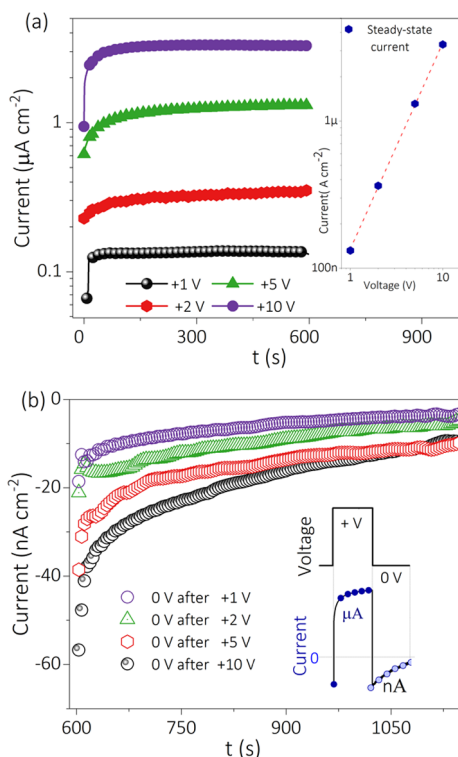 (a)
Current (μA cm⁻²)
1
0.1
+1 V
+5 V
+2 V
+10 V
0
300
600
900
t (s)
Steady-state
current
Current( A cm⁻²)
1μ
100n
1
10
Voltage (V)
(b)
Current (nA cm⁻²)
0
-20
-40
-60
0 V after +1 V
0 V after +2 V
0 V after +5 V
0 V after +10 V
600
750
900
1050
t (s)
Voltage
+ V
0 V
Current
0
μA
nA